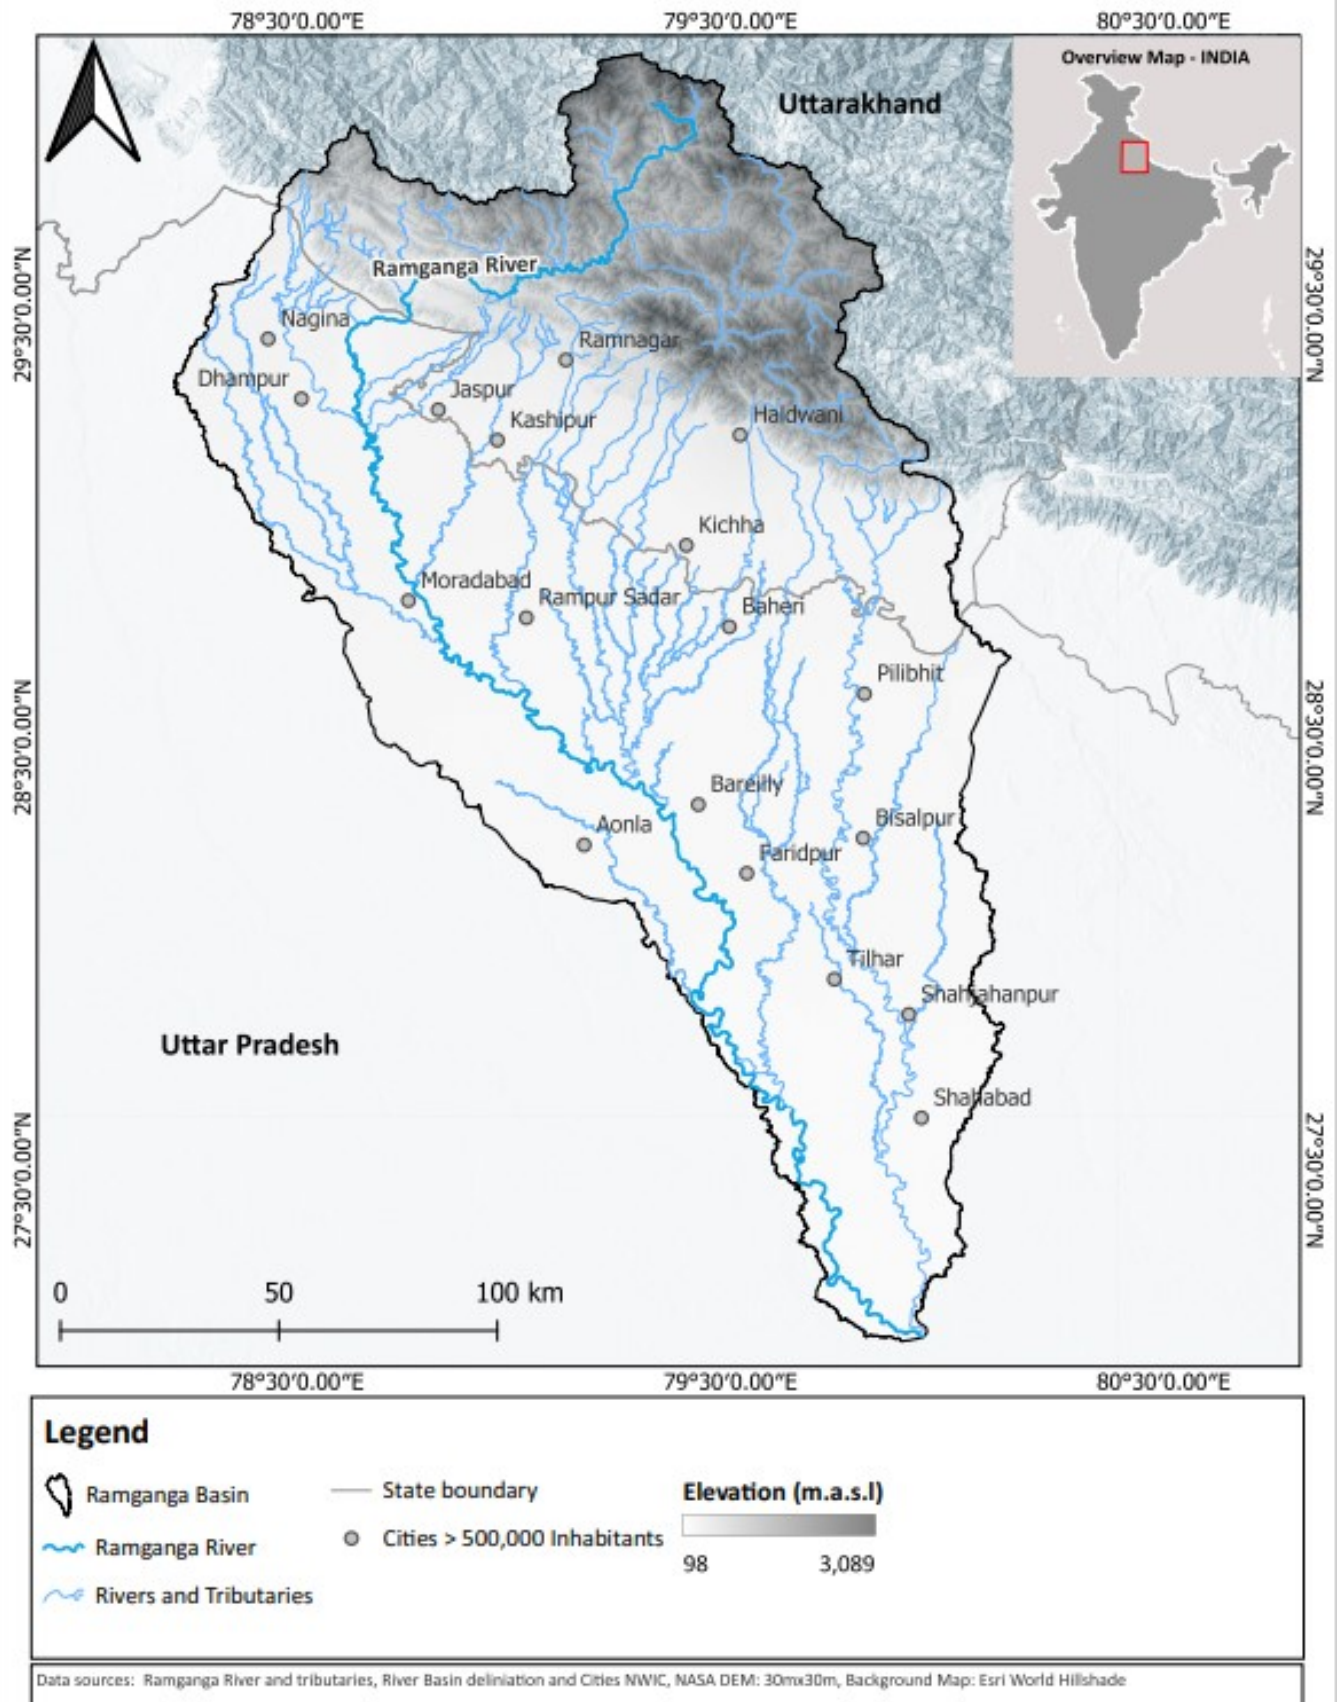 78°30'0.00"E 79°30'0.00"E 80°30'0.00"E
Overview Map - INDIA
Uttarakhand
29°30'0.00"N
29°30'0.00"N
Ramganga River
Nagina
Ramnagar
Dhampur
Jaspur
Kashipur
Haldwani
Kichha
Moradabad
Rampur Sadar
Baheri
Pilibhit
28°30'0.00"N
28°30'0.00"N
Bareilly
Aonla
Bisalpur
Faridpur
Tilhar
Shahjahanpur
Uttar Pradesh
Shahabad
27°30'0.00"N
27°30'0.00"N
0 50 100 km
78°30'0.00"E 79°30'0.00"E 80°30'0.00"E
Legend
Ramganga Basin
Ramganga River
Rivers and Tributaries
State boundary
Cities > 500,000 Inhabitants
Elevation (m.a.s.l)
98 3,089
Data sources: Ramganga River and tributaries, River Basin deliniation and Cities NWIC, NASA DEM: 30mx30m, Background Map: Esri World Hillshade